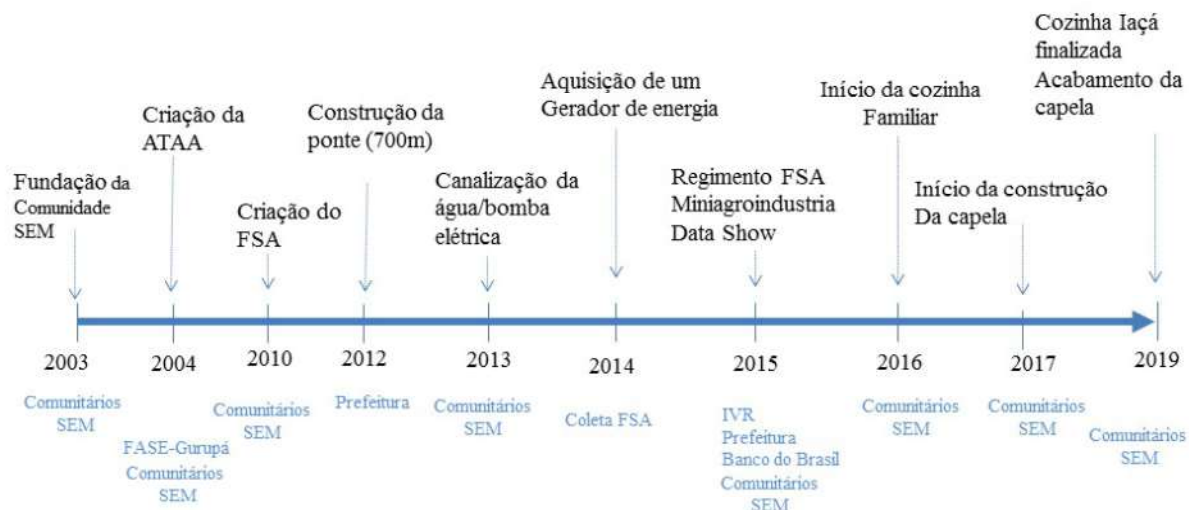 Fundação da
Comunidade
SEM
Criação da
ATAA
Criação do
FSA
Construção da
ponte (700m)
Canalização da
água/bomba
elétrica
Aquisição de um
Gerador de energia
Regimento FSA
Miniagroindustria
Data Show
Início da cozinha
Familiar
Início da construção
Da capela
Cozinha Iaçá
finalizada
Acabamento da
capela
2003
2004
2010
2012
2013
2014
2015
2016
2017
2019
Comunitários
SEM
FASE-Gurupá
Comunitários
SEM
Comunitários
SEM
Prefeitura
Comunitários
SEM
Coleta FSA
IVR
Prefeitura
Banco do Brasil
Comunitários
SEM
Comunitários
SEM
Comunitários
SEM
Comunitários
SEM